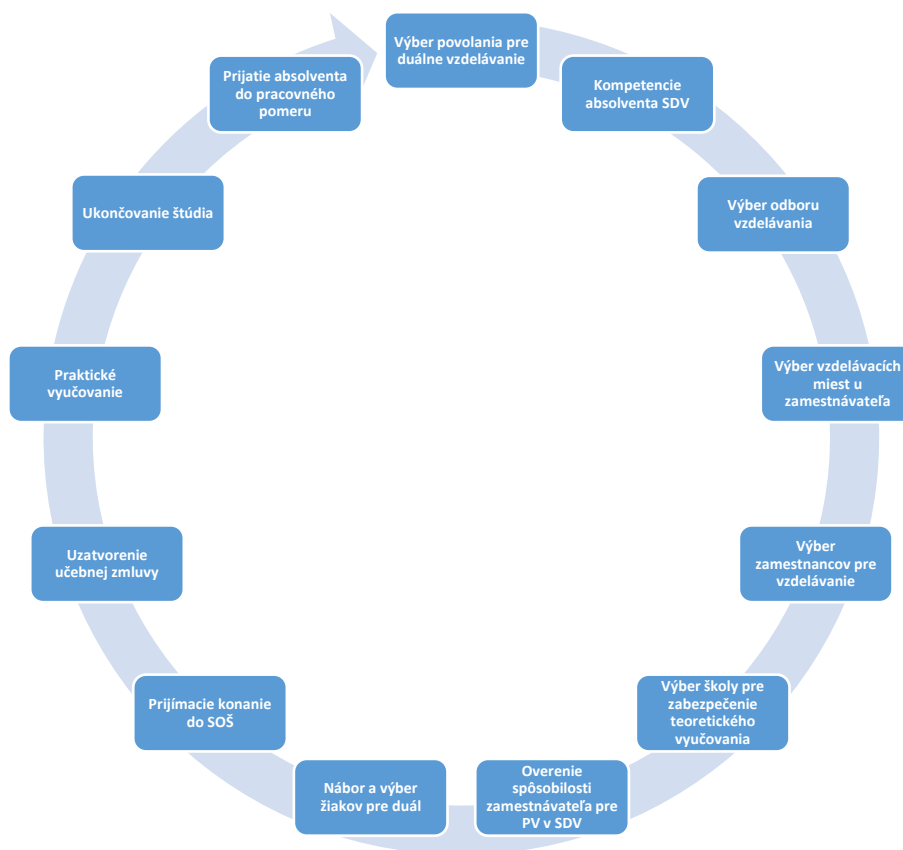 Výber povolania pre
duálne vzdelávanie
Kompetencie
absolventa SDV
Výber odboru
vzdelávania
Výber vzdelávacích
miest u
zamestnávateľa
Výber
zamestnancov pre
vzdelávanie
Výber školy pre
zabezpečenie
teoretického
vyučovania
Overenie
spôsobilosti
zamestnávateľa pre
PV v SDV
Nábor a výber
žiakov pre duál
Prijímacie konanie
do SOŠ
Uzatvorenie
učebnej zmluvy
Praktické
vyučovanie
Ukončovanie štúdia
Prijatie absolventa
do pracovného
pomeru